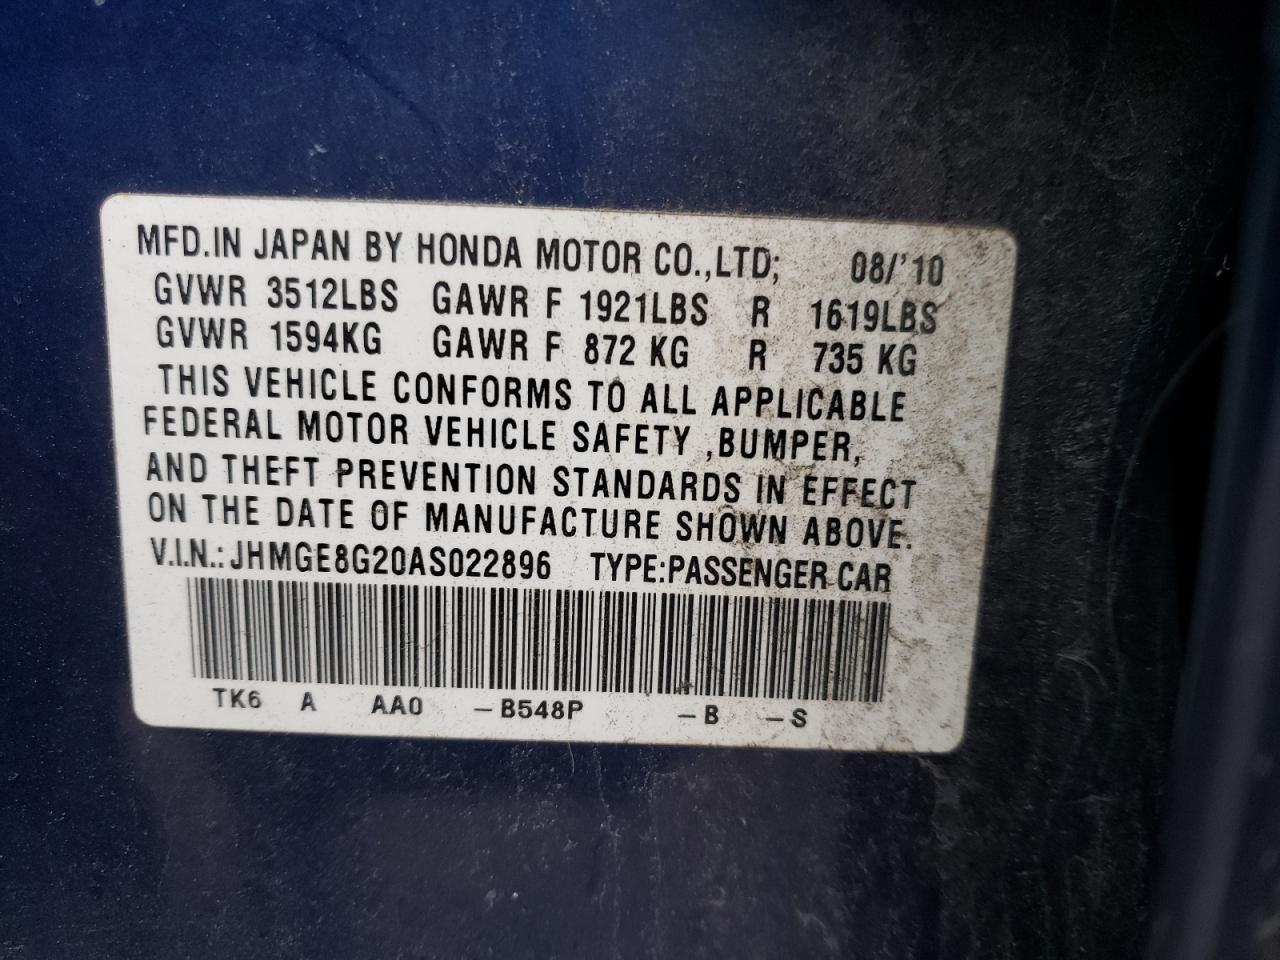 MFD.IN JAPAN BY HONDA MOTOR CO.,LTD; 08/'10
GVWR 3512LBS GAWR F 1921LBS R 1619LBS
GVWR 1594KG GAWR F 872 KG R 735 KG
THIS VEHICLE CONFORMS TO ALL APPLICABLE
FEDERAL MOTOR VEHICLE SAFETY ,BUMPER,
AND THEFT PREVENTION STANDARDS IN EFFECT
ON THE DATE OF MANUFACTURE SHOWN ABOVE.
V.I.N.: JHMGE8G20AS022896 TYPE:PASSENGER CAR
TK6 A AA0 -B548P -B -S